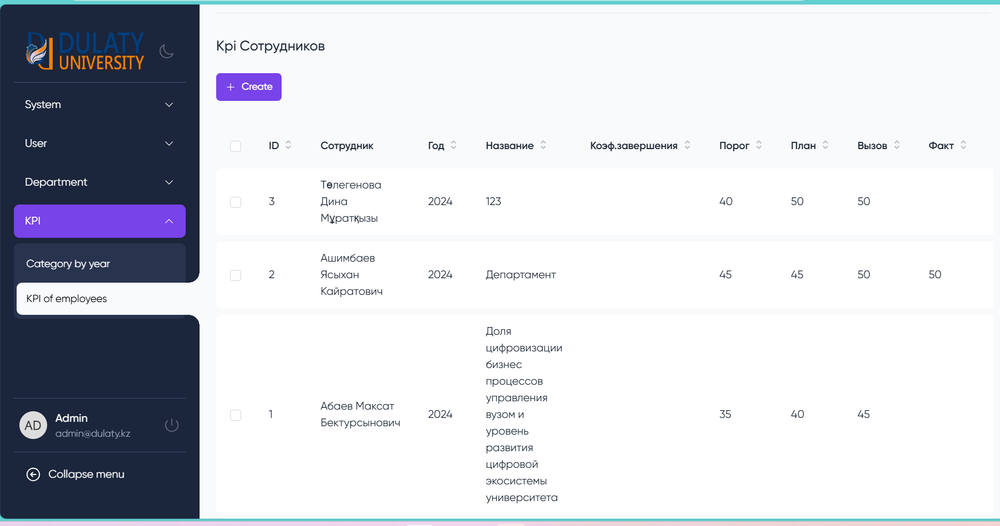 DULATY
UNIVERSITY
System
User
Department
KPI
Category by year
KPI of employees
AD
Admin
admin@dulaty.kz
Collapse menu
Kpi Сотрудников
Create
ID Сотрудник Год Название Коэф.завершения Порог План Вызов Факт
3
Төлегенова
Дина
Мұратқызы
2024
123
40
50
50
2
Ашимбаев
Ясыхан
Кайратович
2024
Департамент
45
45
50
50
1
Абаев Максат
Бектурсынович
2024
Доля
цифровизации
бизнес
процессов
управления
вузом и
уровень
развития
цифровой
экосистемы
университета
35
40
45